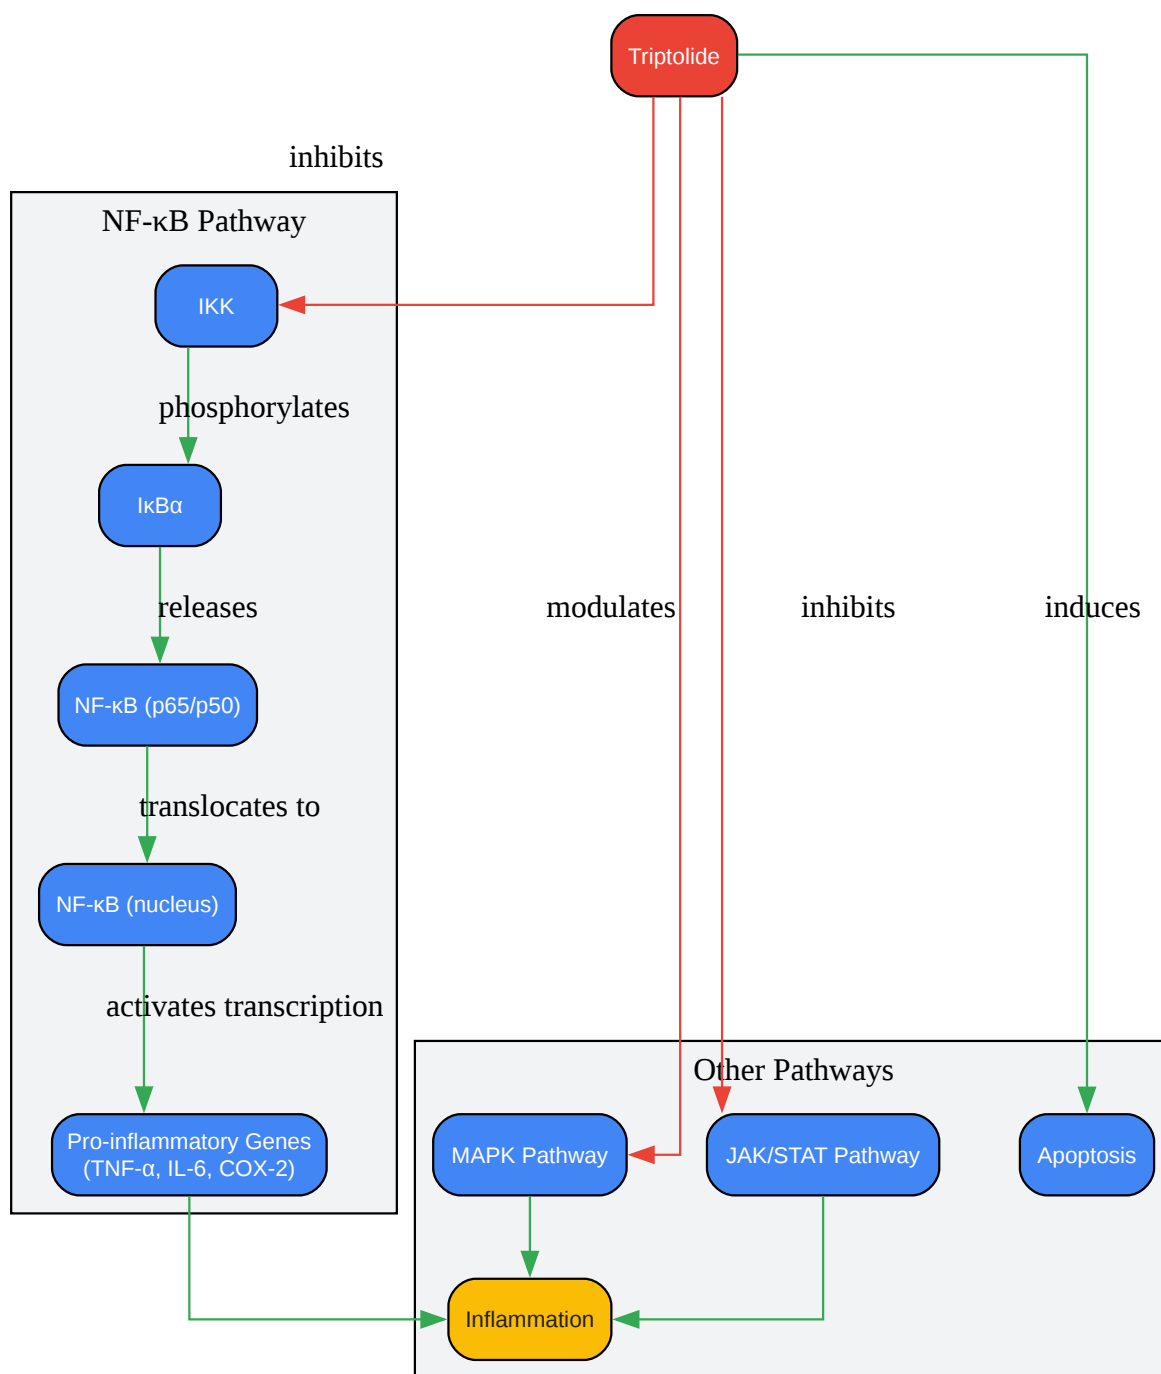 Triptolide
inhibits
NF-κB Pathway
IKK
phosphorylates
IκBα
releases
modulates
inhibits
induces
NF-κB (p65/p50)
translocates to
NF-κB (nucleus)
activates transcription
Other Pathways
Pro-inflammatory Genes
(TNF-α, IL-6, COX-2)
MAPK Pathway
JAK/STAT Pathway
Apoptosis
Inflammation